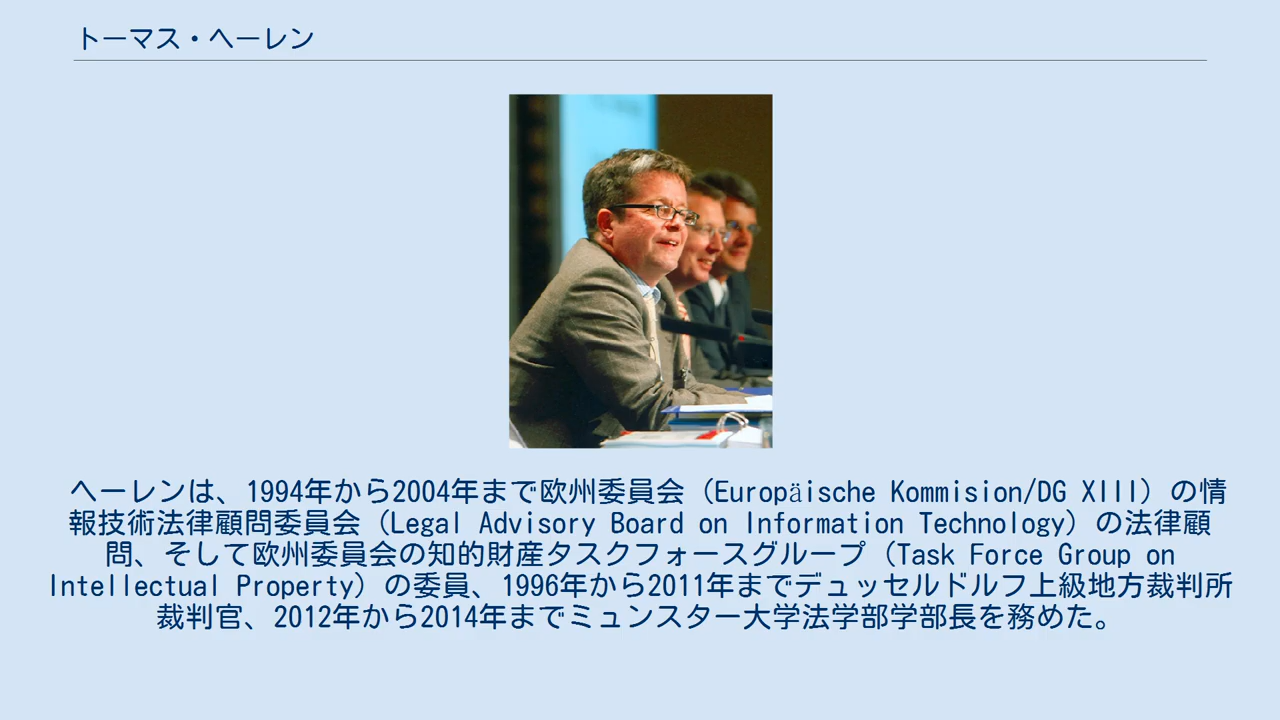 トーマス・ヘーレン
ヘーレンは、1994年から2004年まで欧州委員会（Europäische Kommision/DG XIII）の情
報技術法律顧問委員会（Legal Advisory Board on Information Technology）の法律顧
問、そして欧州委員会の知的財産タスクフォースグループ（Task Force Group on
Intellectual Property）の委員、1996年から2011年までデュッセルドルフ上級地方裁判所
裁判官、2012年から2014年までミュンスター大学法学部学部長を務めた。